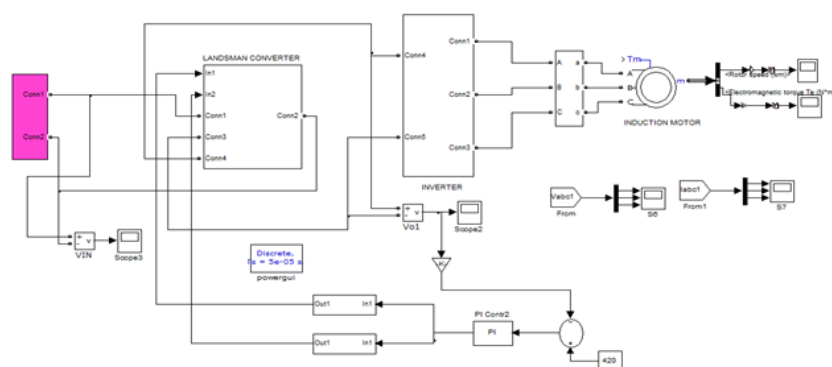 LANDSMAN CONVERTER
Conn1
Conn2
In1
In2
Conn1
Conn3
Conn4
Conn2
Conn4
Conn5
Conn1
Conn2
Conn3
INVERTER
A
B
C
a
b
c
Tm
A
B
C
m
INDUCTION MOTOR
<Rotor speed (wm)>
<Electromagnetic torque Te (N*m)>
+
-
v
VIN
Scope3
+
-
v
Vo1
Scope2
Vabc1
From
S6
Iabc1
From1
S7
Discrete,
Ts = 5e-05 s.
powergui
-K-
Out1
In1
Out1
In1
PI Contr2
PI
-
+
420